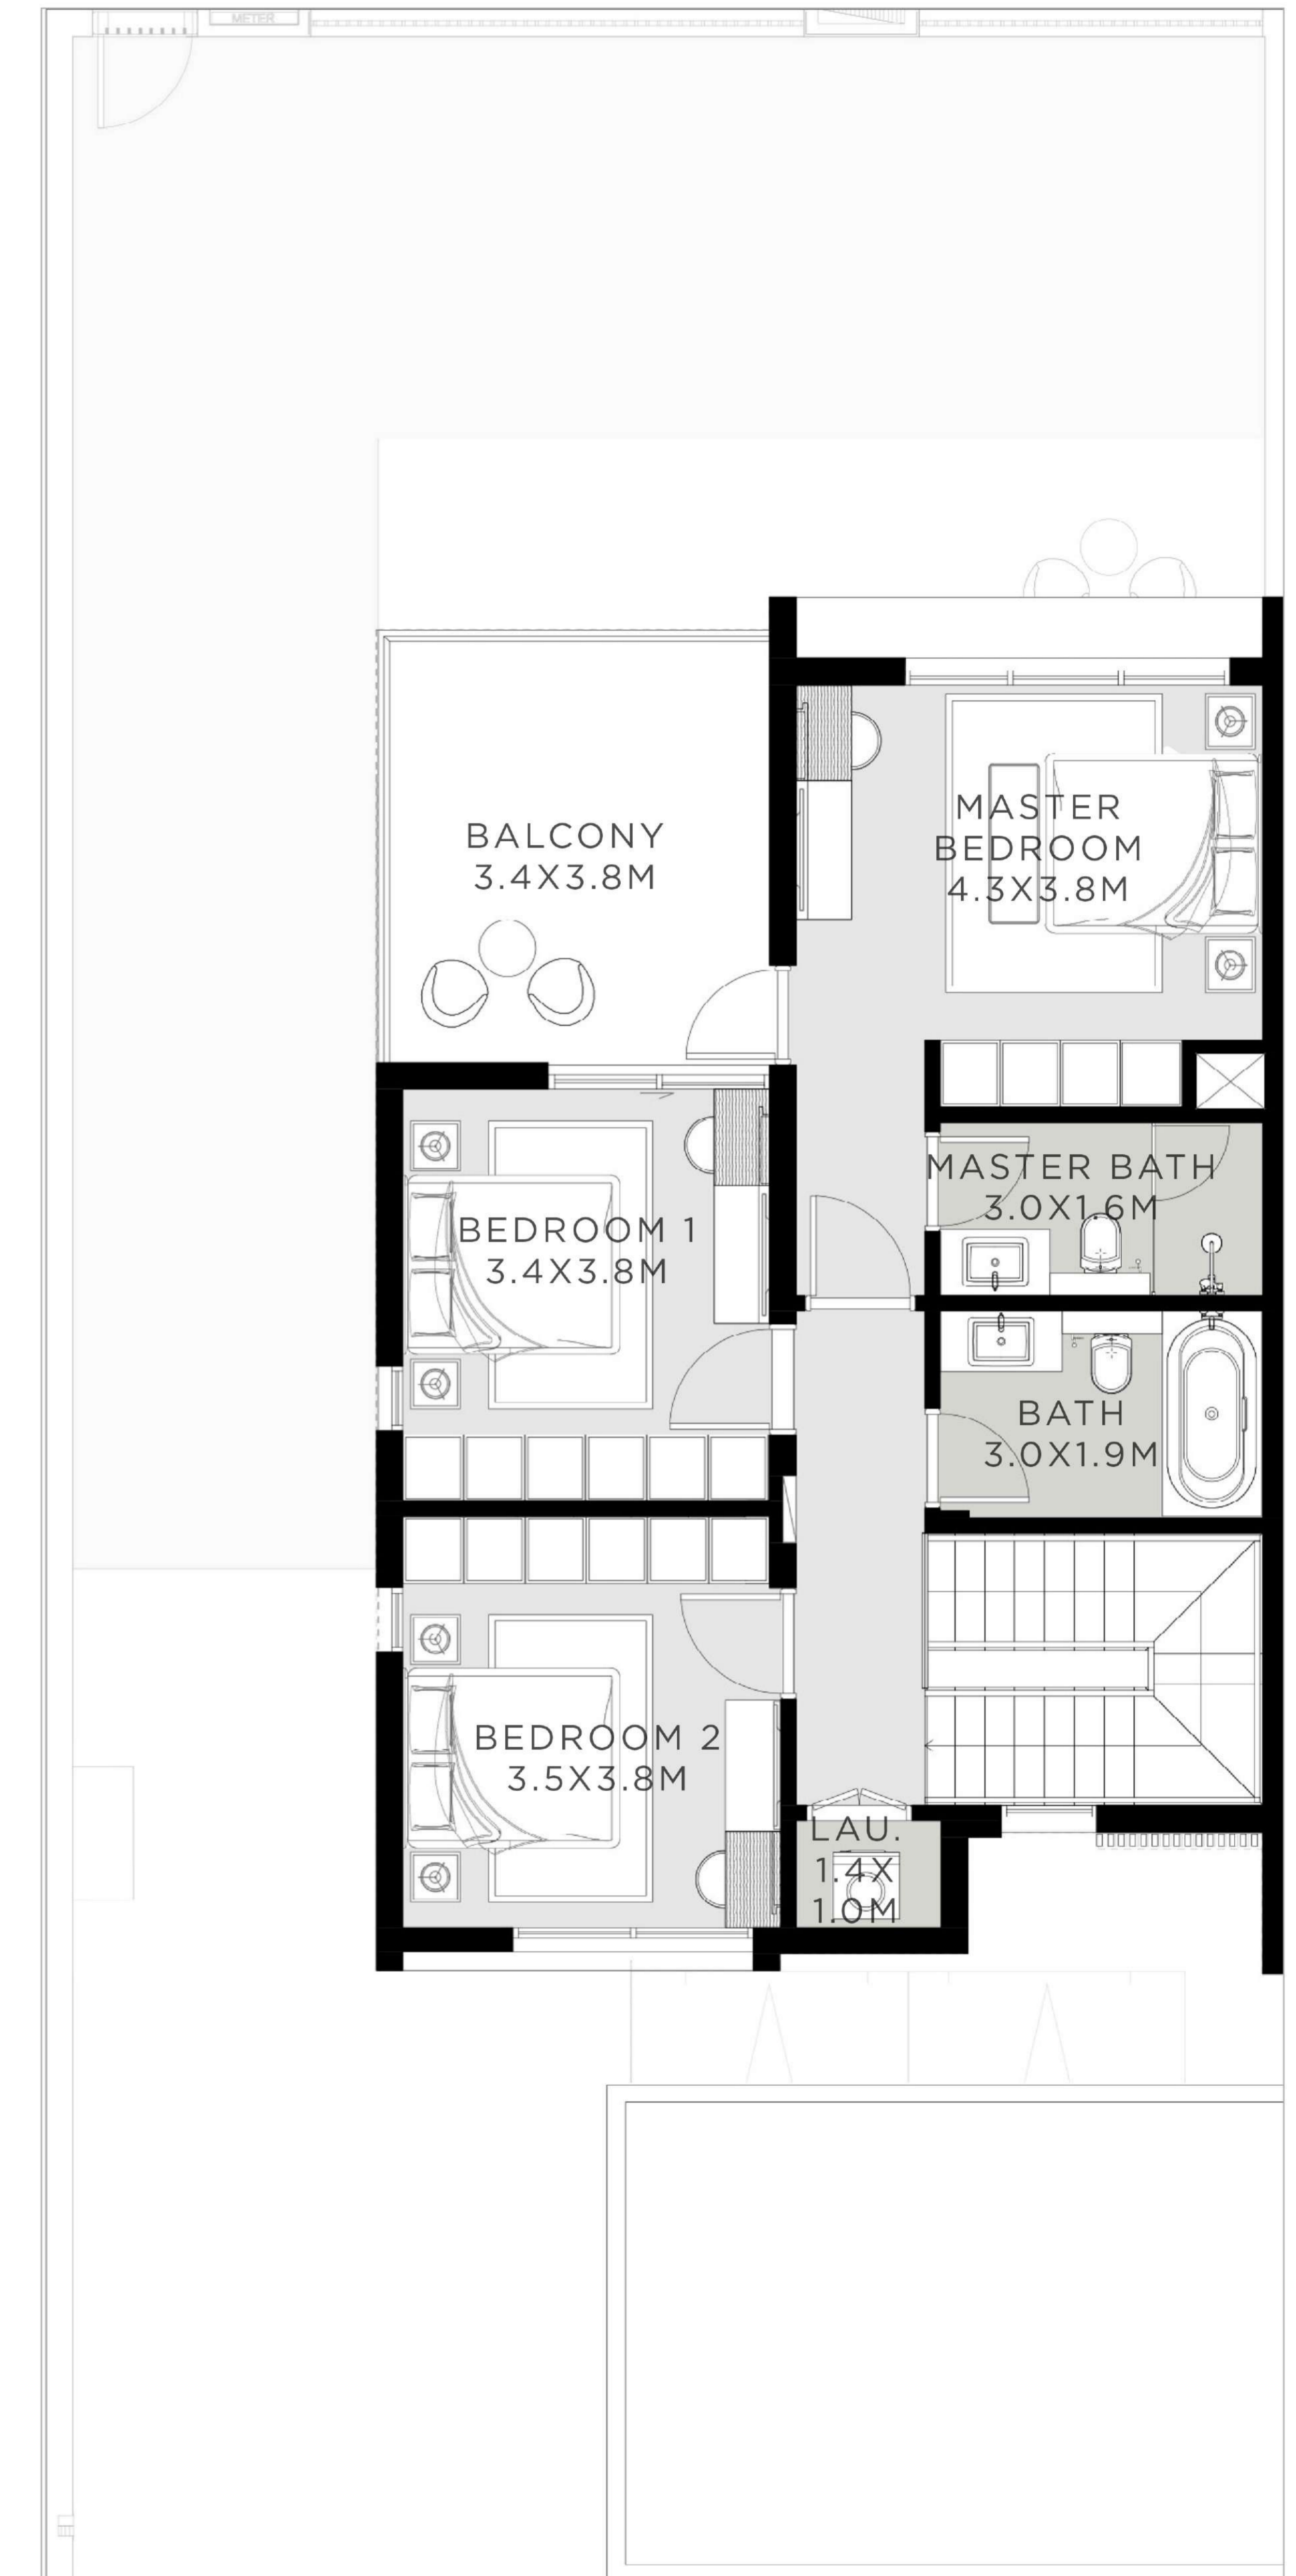 METER
BALCONY
3.4X3.8M
MASTER
BEDROOM
4.3X3.8M
MASTER BATH
3.0X1.6M
BEDROOM 1
3.4X3.8M
BATH
3.0X1.9M
BEDROOM 2
3.5X3.8M
LAU.
1.4X
1.0M